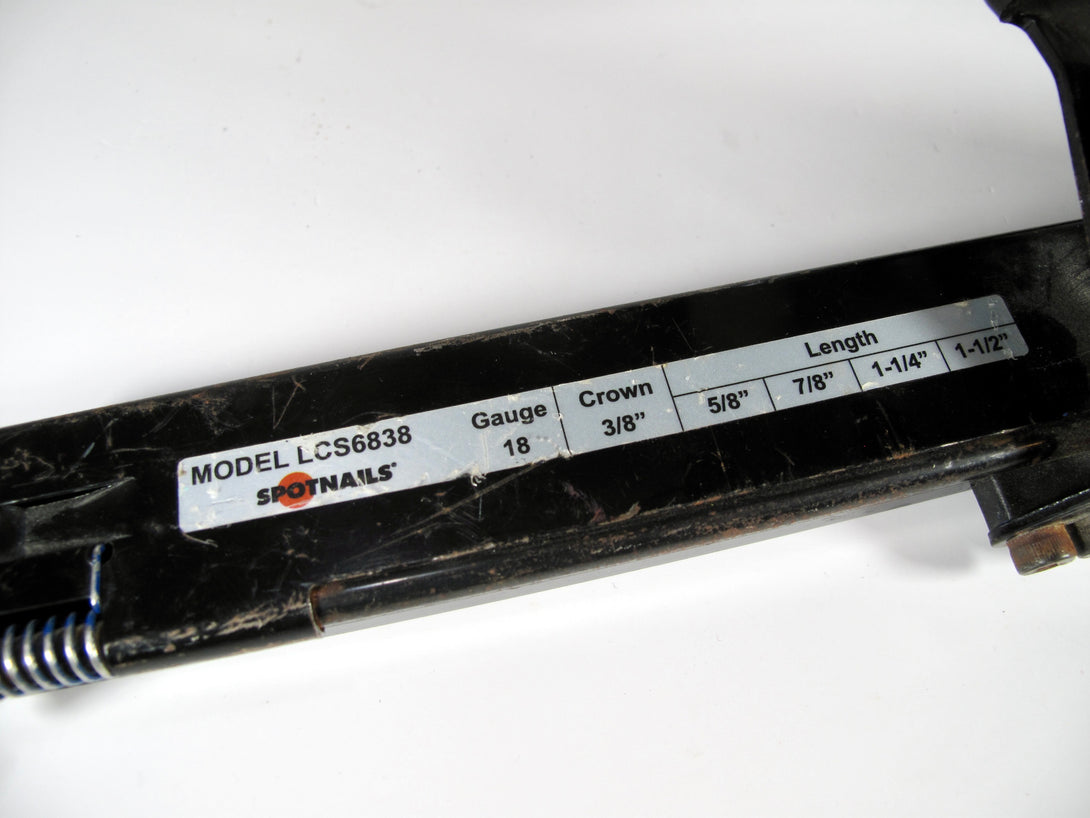 MODEL LCS6838
SPOTNAILS®
Gauge
18
Crown
3/8”
Length
5/8” 7/8” 1-1/4” 1-1/2”